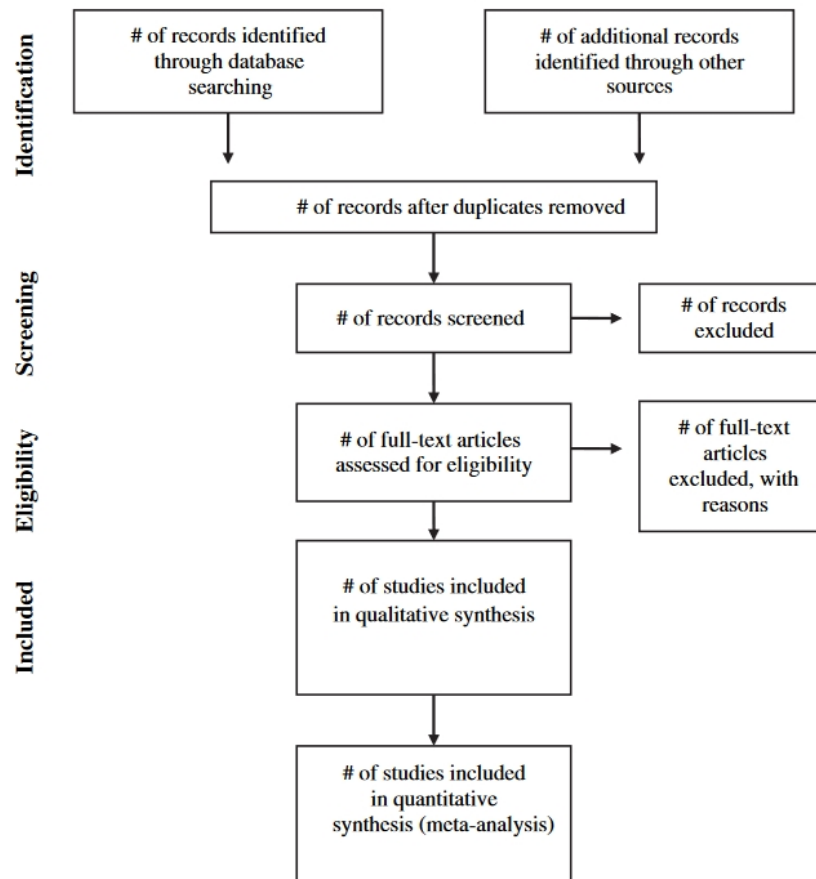 Identification
# of records identified
through database
searching
# of additional records
identified through other
sources
# of records after duplicates removed
Screening
# of records screened
# of records
excluded
Eligibility
# of full-text articles
assessed for eligibility
# of full-text
articles
excluded, with
reasons
Included
# of studies included
in qualitative synthesis
# of studies included
in quantitative
synthesis (meta-analysis)